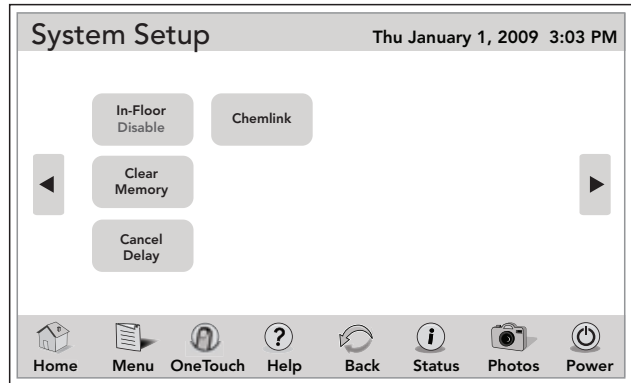 System Setup
Thu January 1, 2009 3:03 PM
In-Floor
Disable
Chemlink
Clear
Memory
Cancel
Delay
?
i
Home Menu OneTouch Help Back Status Photos Power